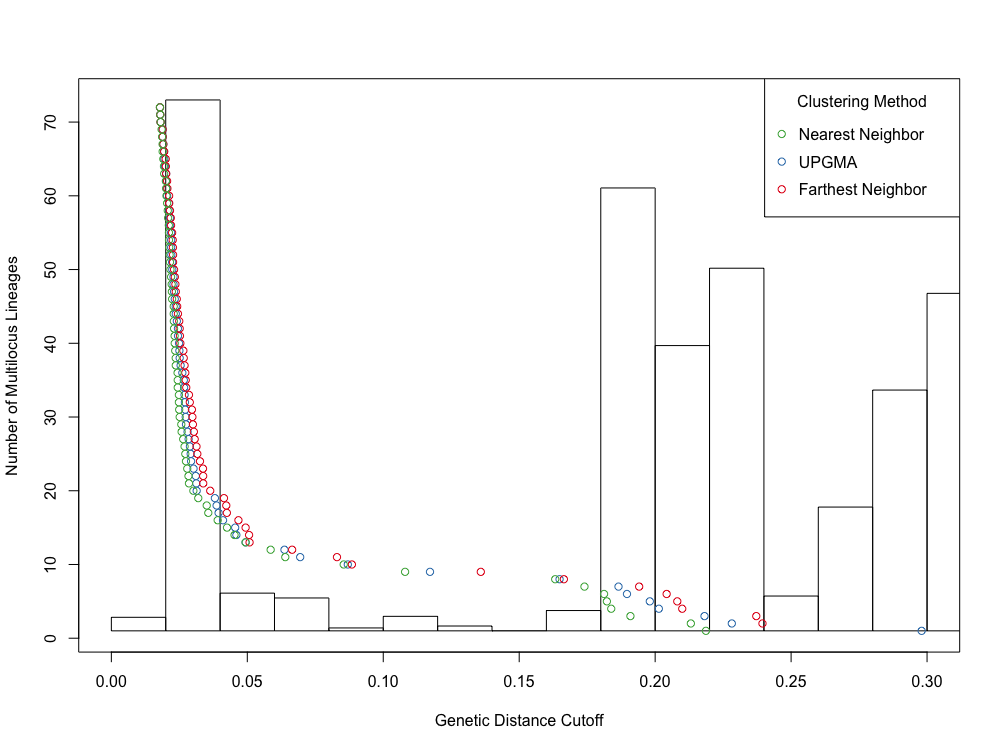 Clustering Method
Nearest Neighbor
UPGMA
Farthest Neighbor
Number of Multilocus Lineages
70
60
50
40
30
20
10
0
0.00 0.05 0.10 0.15 0.20 0.25 0.30
Genetic Distance Cutoff